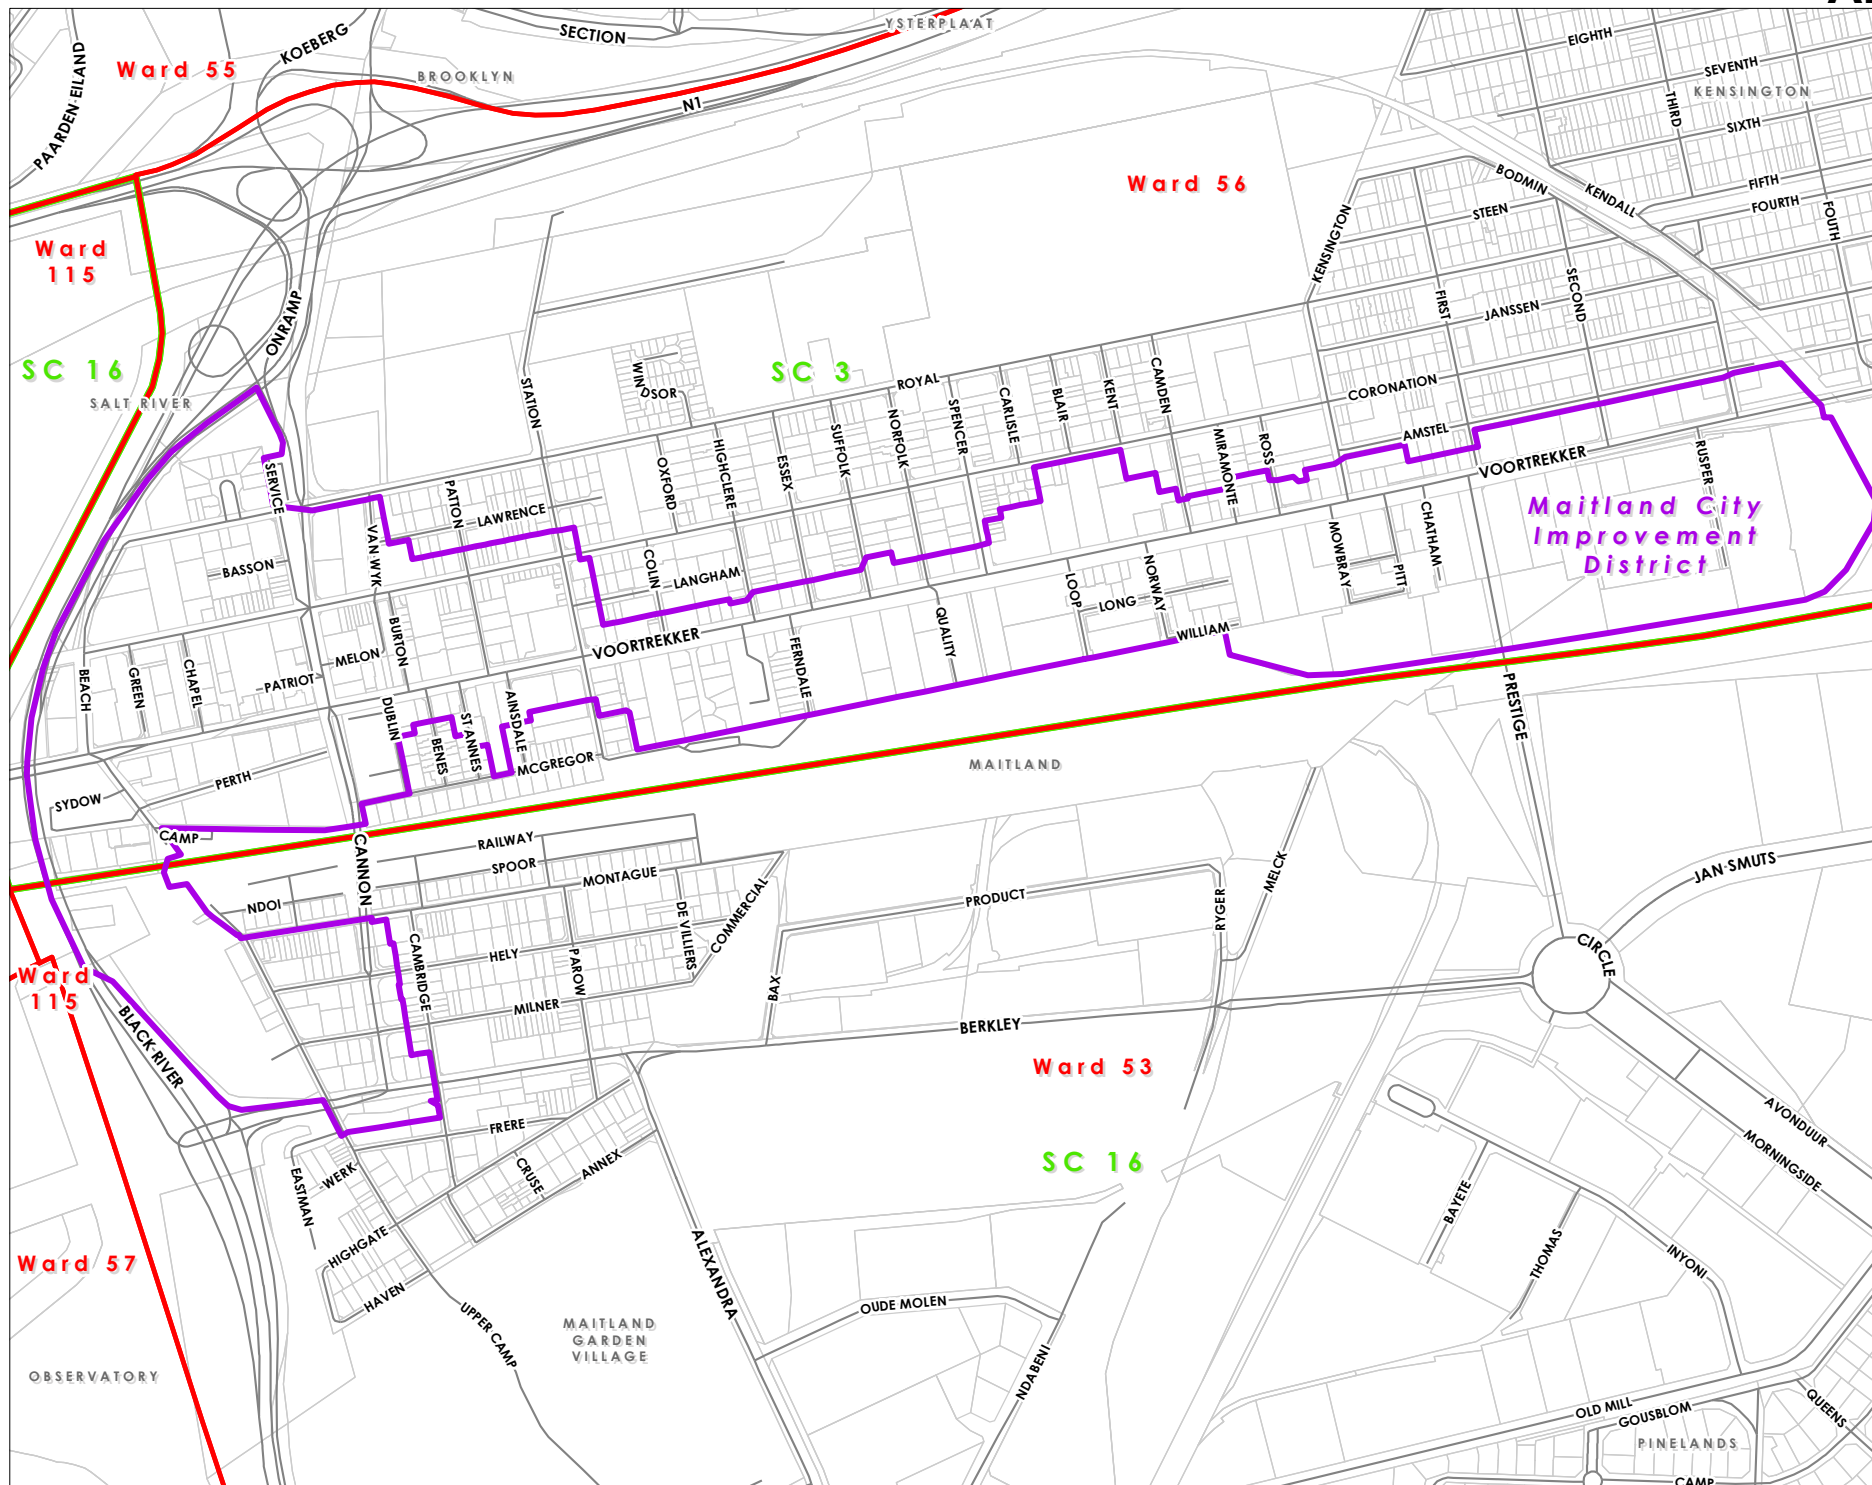 YSTERPLAAT
SECTION
KOEBERG
EIGHTH
PAARDEN EILAND
Ward 55
BROOKLYN
SEVENTH
KENSINGTON
N1
THIRD
SIXTH
Ward 56
BODMIN
KENDALL
FIFTH
FOURTH
FOUTH
STEEN
KENSINGTON
Ward
115
ONRAMP
SECOND
FIRST
JANSSEN
SC 16
SALT RIVER
STATION
WINDSOR
SC 3
ROYAL
CARLISLE
BLAIR
KENT
CAMDEN
CORONATION
SPENCER
NORFOLK
SUFFOLK
ESSEX
HIGHCLERE
OXFORD
MIRAMONTE
ROSS
AMSTEL
VOORTREKKER
RUSPER
SERVICE
PATTON
LAWRENCE
VAN WYK
Maitland City
Improvement
District
CHATHAM
MOWBRAY
PITT
BASSON
COLIN
LANGHAM
LOOP
NORWAY
LONG
WILLIAM
QUALITY
BURTON
MELON
VOORTREKKER
FERNDALE
BEACH
GREEN
CHAPEL
PATRIOT
DUBLIN
BENES
ST ANNES
AINSDALE
MCGREGOR
PRESTIGE
MAITLAND
PERTH
SYDOW
CAMP
CANNON
RAILWAY
SPOOR
MONTAGUE
NDOI
DE VILLIERS
COMMERCIAL
PRODUCT
RYGER
MELCK
JAN SMUTS
CAMBRIDGE
HELY
PAROW
MILNER
BAX
CIRCLE
Ward
115
BLACK RIVER
BERKLEY
Ward 53
FRERE
AVONDUUR
MORNINGSIDE
EASTMAN
WERK
CRUSE
ANNEX
SC 16
BAYETE
THOMAS
INYONI
HIGHGATE
HAVEN
Ward 57
ALEXANDRA
UPPER CAMP
OUDE MOLEN
MAITLAND
GARDEN
VILLAGE
NDABENI
OBSERVATORY
OLD MILL
GOUSBLOM
QUEENS
PINELANDS
CAMP